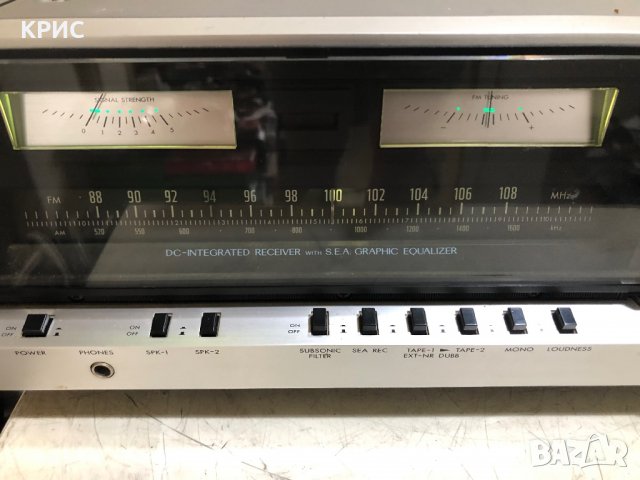 КРИС
SIGNAL STRENGTH
0 1 2 3 4 5
FM TUNING
- +
FM 88 90 92 94 96 98 100 102 104 106 108 MHz
AM 520 550 600 700 800 1000 1200 1400 1600 kHz
DC-INTEGRATED RECEIVER WITH S.E.A. GRAPHIC EQUALIZER
ON
OFF
ON
OFF
ON
OFF
POWER PHONES SPK-1 SPK-2 SUBSONIC FILTER SEA REC TAPE-1 ► TAPE-2 MONO LOUDNESS
EXT-NR DUBB
BAZAR